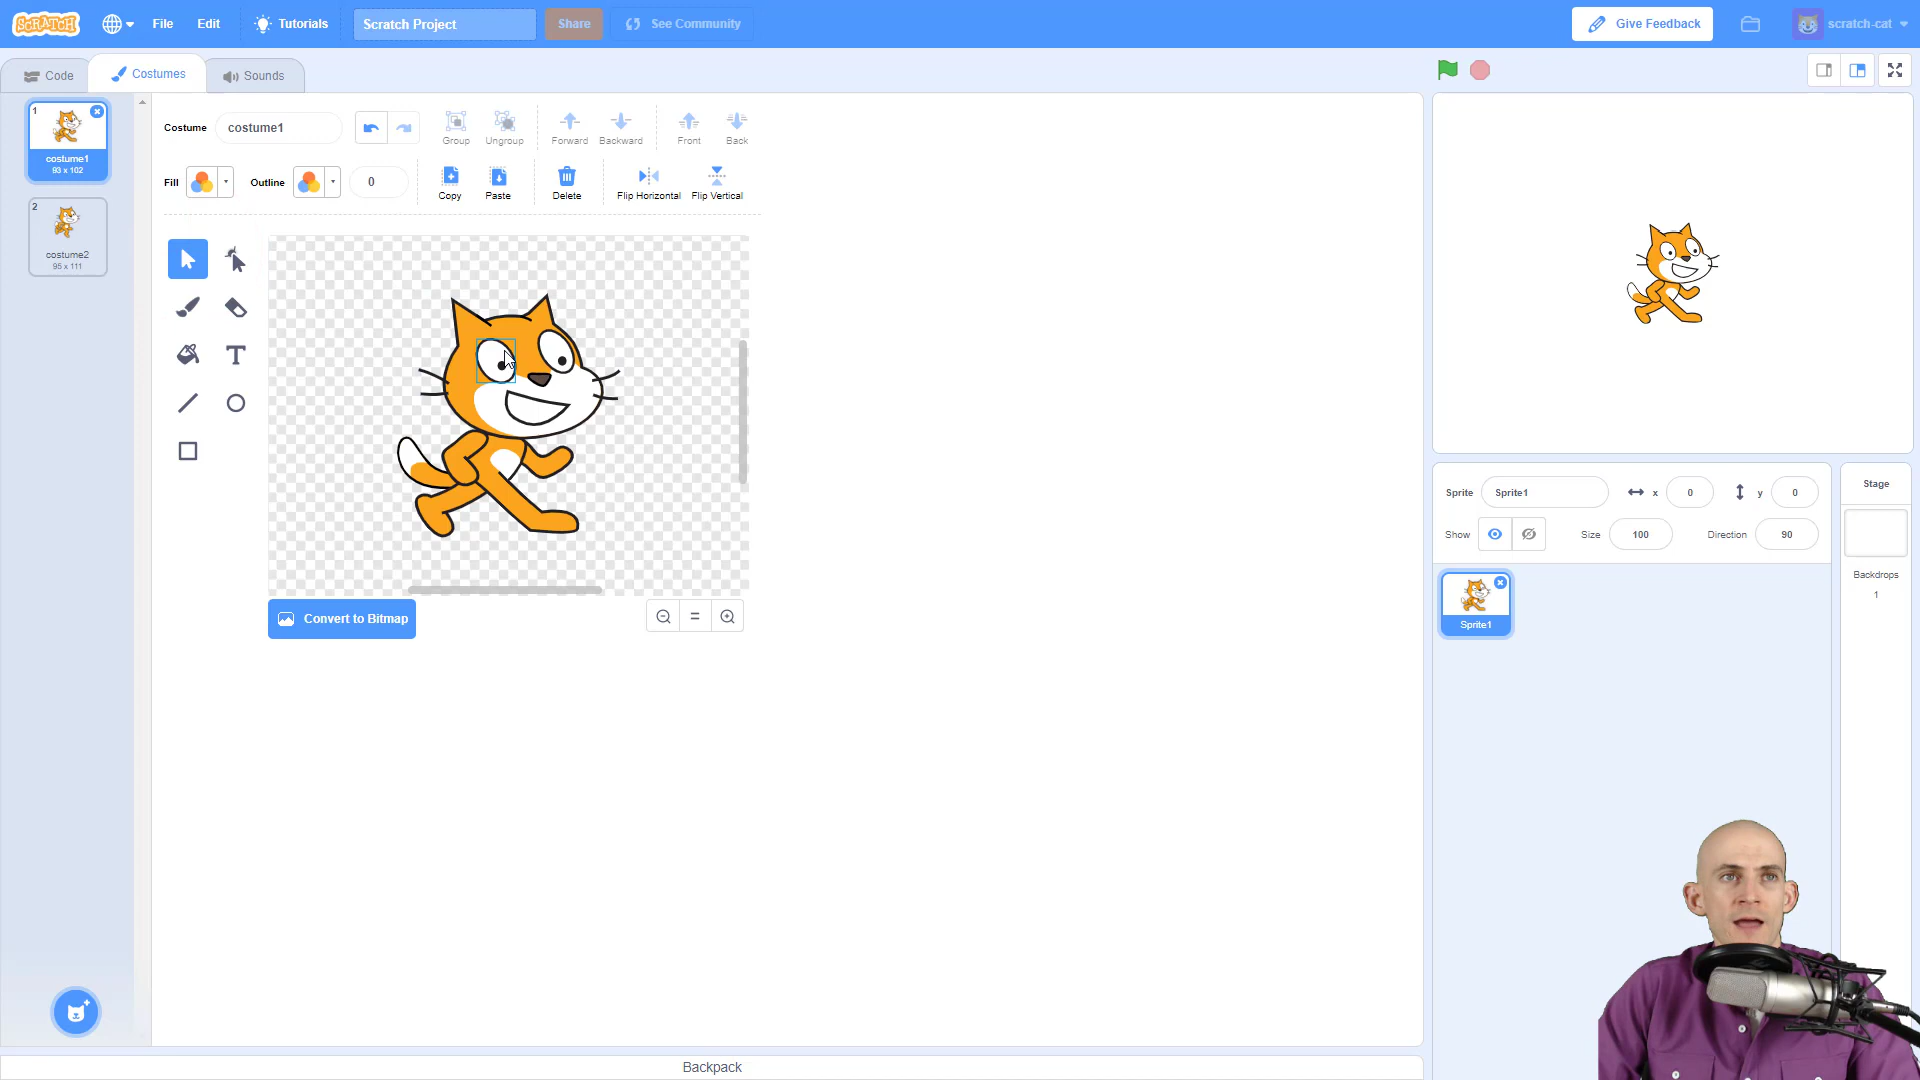 SCRATCH File Edit Tutorials Scratch Project Share See Community Give Feedback scratch-cat
Code Costumes Sounds
1
costume1
93 x 102
2
costume2
95 x 111
Costume costume1 Group Ungroup Forward Backward Front Back
Fill Outline 0 Copy Paste Delete Flip Horizontal Flip Vertical
T
Convert to Bitmap
Sprite Sprite1 x 0 y 0
Show Size 100 Direction 90
Sprite1
Stage
Backdrops
1
Backpack